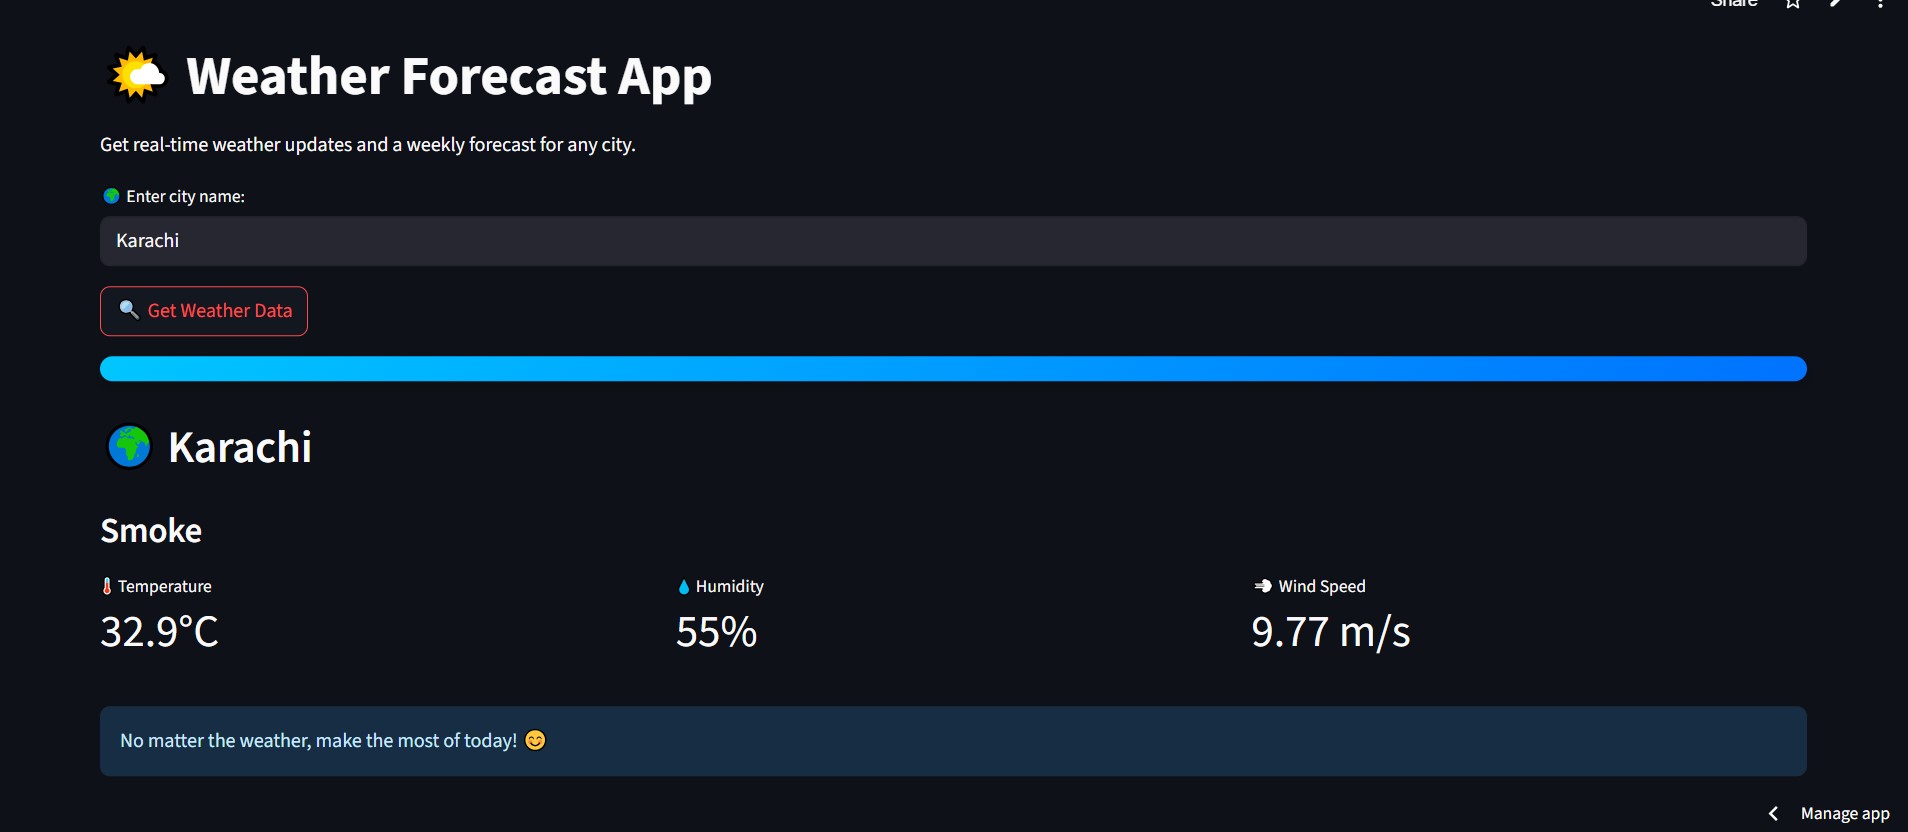 Share
Weather Forecast App
Get real-time weather updates and a weekly forecast for any city.
Enter city name:
Karachi
Get Weather Data
Karachi
Smoke
Temperature
Humidity
Wind Speed
32.9°C
55%
9.77 m/s
No matter the weather, make the most of today! 😊
Manage app